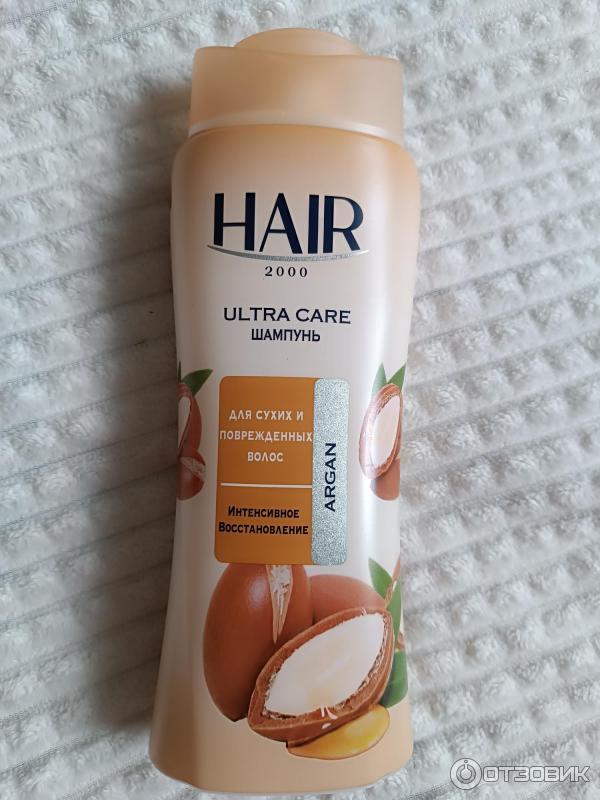 HAIR
2000
ULTRA CARE
ШАМПУНЬ
ДЛЯ СУХИХ И
ПОВРЕЖДЕННЫХ
ВОЛОС
ИНТЕНСИВНОЕ
ВОССТАНОВЛЕНИЕ
ARGAN
ОТЗОВИК